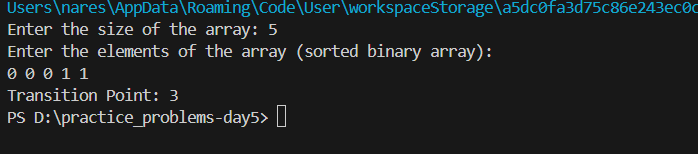 Users\nares\AppData\Roaming\Code\User\workspaceStorage\a5dc0fa3d75c86e243ec0c
Enter the size of the array: 5
Enter the elements of the array (sorted binary array):
0 0 0 1 1
Transition Point: 3
PS D:\practice_problems-day5>